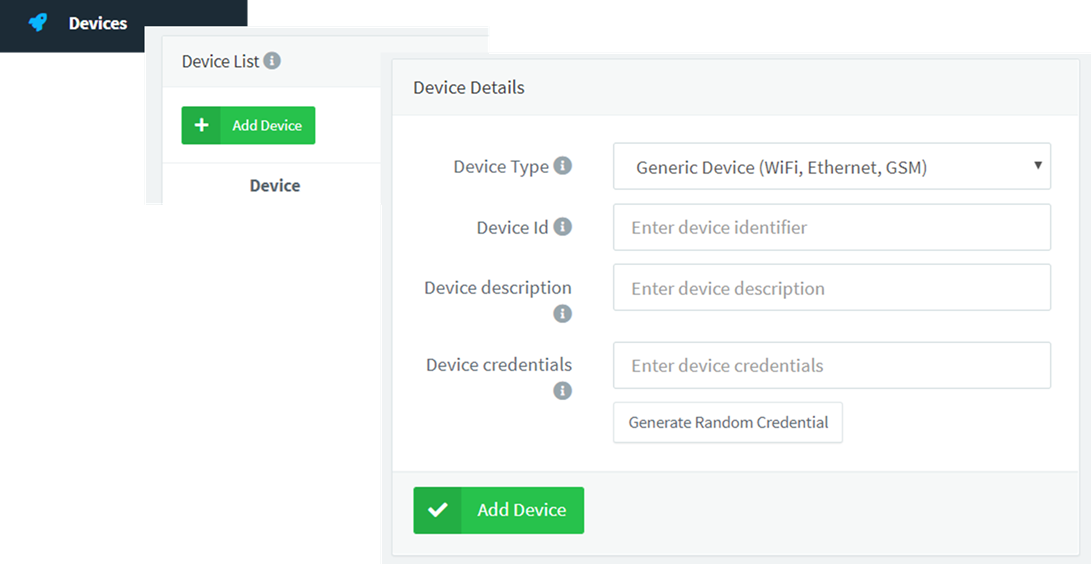 Devices
Device List
Add Device
Device
Device Details
Device Type
Generic Device (WiFi, Ethernet, GSM)
Device Id
Enter device identifier
Device description
Enter device description
Device credentials
Enter device credentials
Generate Random Credential
Add Device